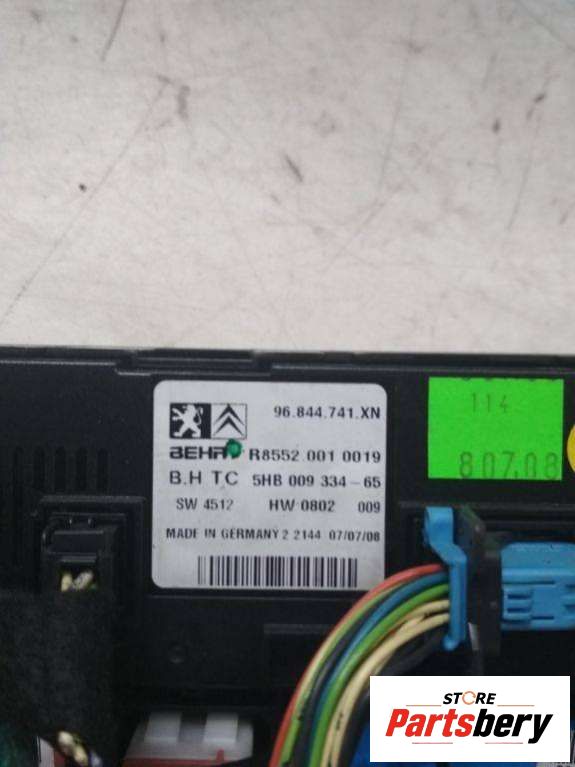 96.844.741.XN
BEHR R8552.001 0019
B.H TC 5HB 009 334-65
SW 4512 HW 0802 009
MADE IN GERMANY 2 2144 07/07/08
114
807.08
STORE
Partsbery